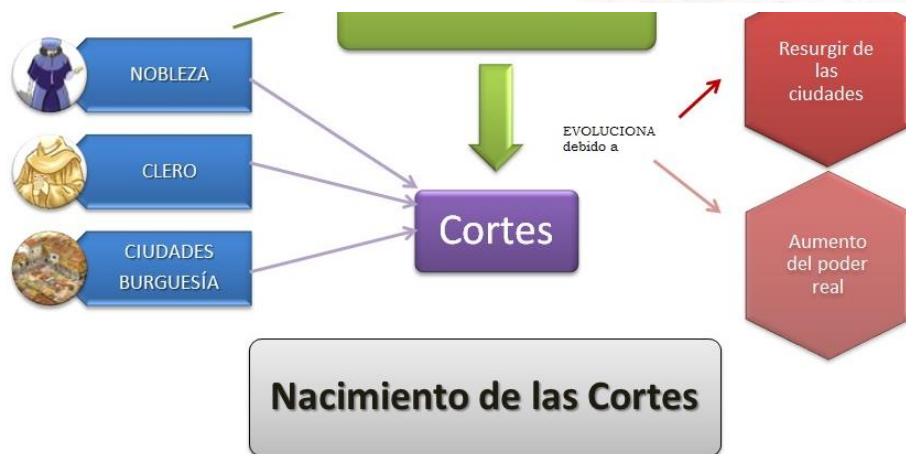 NOBLEZA
CLERO
CIUDADES
BURGUESÍA
Cortes
EVOLUCIONA
debido a
Resurgir de
las
ciudades
Aumento
del poder
real
Nacimiento de las Cortes